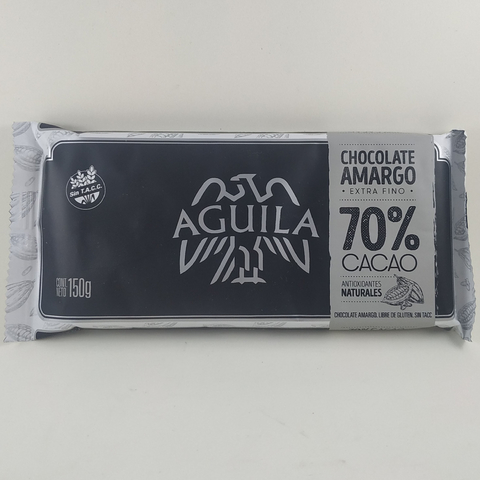 Sin T.A.C.C.
AGUILA
CONT.
NETO 150g
CHOCOLATE
AMARGO
• EXTRA FINO •
70%
CACAO
ANTIOXIDANTES
NATURALES
CHOCOLATE AMARGO, LIBRE DE GLUTEN, SIN TACC